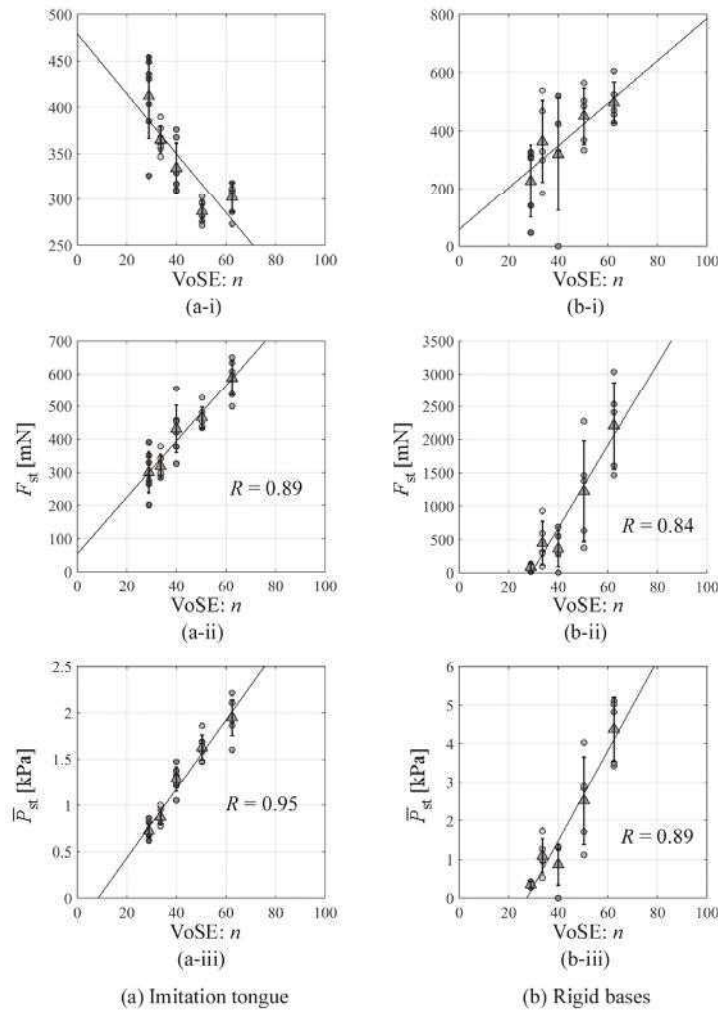 500
450
400
350
300
250
0 20 40 60 80 100
VoSE: n
(a-i)
800
600
400
200
0
0 20 40 60 80 100
VoSE: n
(b-i)
F_st [mN]
700
600
500
400
300
200
100
0
R = 0.89
0 20 40 60 80 100
VoSE: n
(a-ii)
F_st [mN]
3500
3000
2500
2000
1500
1000
500
0
R = 0.84
0 20 40 60 80 100
VoSE: n
(b-ii)
P̅_st [kPa]
2.5
2
1.5
1
0.5
0
R = 0.95
0 20 40 60 80 100
VoSE: n
(a-iii)
P̅_st [kPa]
6
5
4
3
2
1
0
R = 0.89
0 20 40 60 80 100
VoSE: n
(b-iii)
(a) Imitation tongue
(b) Rigid bases